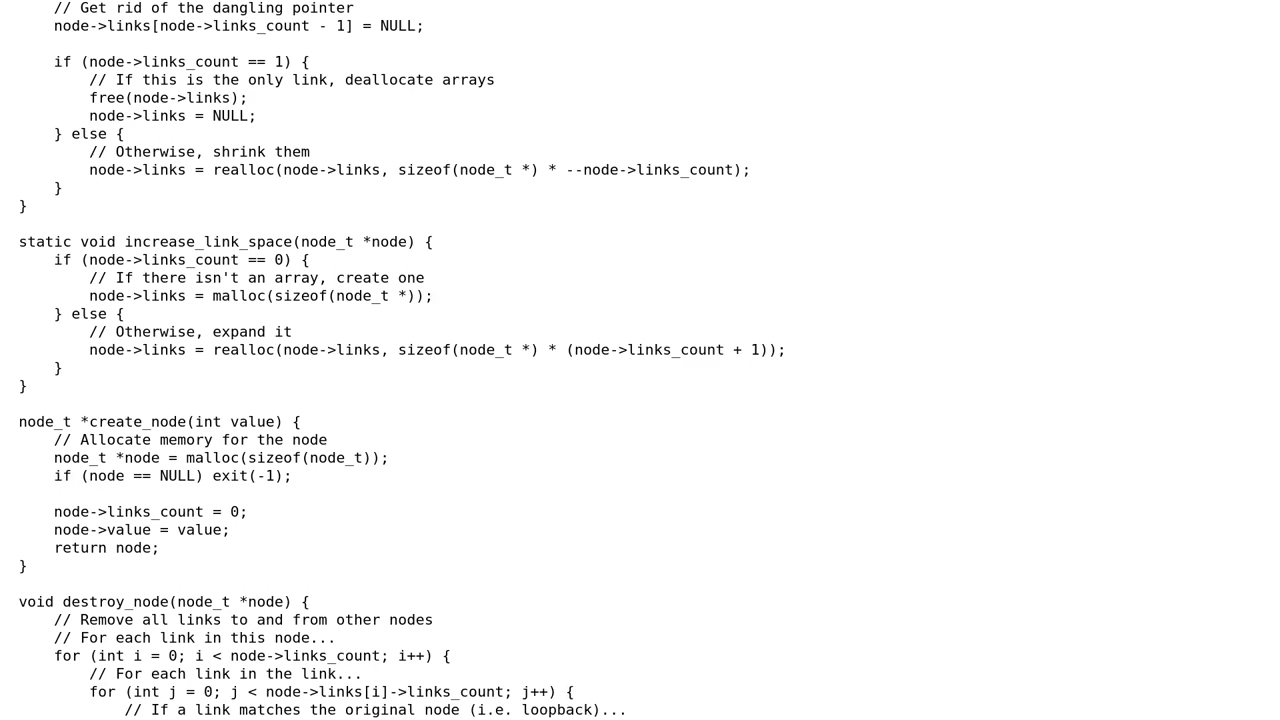 // Get rid of the dangling pointer
    node->links[node->links_count - 1] = NULL;

    if (node->links_count == 1) {
        // If this is the only link, deallocate arrays
        free(node->links);
        node->links = NULL;
    } else {
        // Otherwise, shrink them
        node->links = realloc(node->links, sizeof(node_t *) * --node->links_count);
    }
}

static void increase_link_space(node_t *node) {
    if (node->links_count == 0) {
        // If there isn't an array, create one
        node->links = malloc(sizeof(node_t *));
    } else {
        // Otherwise, expand it
        node->links = realloc(node->links, sizeof(node_t *) * (node->links_count + 1));
    }
}

node_t *create_node(int value) {
    // Allocate memory for the node
    node_t *node = malloc(sizeof(node_t));
    if (node == NULL) exit(-1);

    node->links_count = 0;
    node->value = value;
    return node;
}

void destroy_node(node_t *node) {
    // Remove all links to and from other nodes
    // For each link in this node...
    for (int i = 0; i < node->links_count; i++) {
        // For each link in the link...
        for (int j = 0; j < node->links[i]->links_count; j++) {
            // If a link matches the original node (i.e. loopback)...